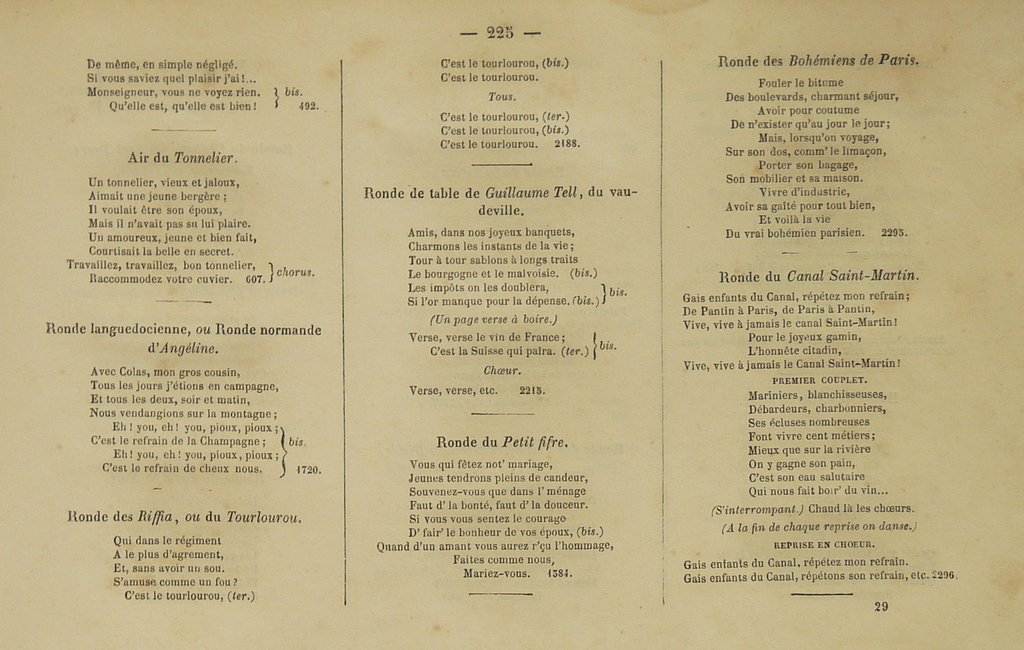 — 225 —
De même, en simple négligé.
Si vous saviez quel plaisir j'ai!...
Monseigneur, vous ne voyez rien. } bis.
Qu'elle est, qu'elle est bien! 492.
Air du Tonnelier.
Un tonnelier, vieux et jaloux,
Aimait une jeune bergère;
Il voulait être son époux,
Mais il n'avait pas su lui plaire.
Un amoureux, jeune et bien fait,
Courtisait la belle en secret.
Travaillez, travaillez, bon tonnelier, } chorus.
Raccommodez votre cuvier. 607.
Ronde languedocienne, ou Ronde normande
d'Angéline.
Avec Colas, mon gros cousin,
Tous les jours j'étions en campagne,
Et tous les deux, soir et matin,
Nous vendangions sur la montagne;
Eh! you, eh! you, pioux, pioux;
C'est le refrain de la Champagne; } bis.
Eh! you, eh! you, pioux, pioux;
C'est le refrain de cheux nous. 1720.
Ronde des Riffia, ou du Tourlourou.
Qui dans le régiment
A le plus d'agrement,
Et, sans avoir un sou.
S'amuse comme un fou?
C'est le tourlourou, (ter.)
C'est le tourlourou, (bis.)
C'est le tourlourou.
Tous.
C'est le tourlourou, (ter.)
C'est le tourlourou, (bis.)
C'est le tourlourou. 2188.
Ronde de table de Guillaume Tell, du vau-
deville.
Amis, dans nos joyeux banquets,
Charmons les instants de la vie;
Tour à tour sablons à longs traits
Le bourgogne et le malvoisie. (bis.)
Les impôts on les doublera, } bis.
Si l'or manque pour la dépense. (bis.)
(Un page verse à boire.)
Verse, verse le vin de France; } bis.
C'est la Suisse qui paîra. (ter.)
Chœur.
Verse, verse, etc. 2215.
Ronde du Petit fifre.
Vous qui fêtez not' mariage,
Jeunes tendrons pleins de candeur,
Souvenez-vous que dans l' ménage
Faut d' la bonté, faut d' la douceur.
Si vous vous sentez le courage
D' fair' le bonheur de vos époux, (bis.)
Quand d'un amant vous aurez r'çu l'hommage,
Faites comme nous,
Mariez-vous. 1384.
Ronde des Bohémiens de Paris.
Fouler le bitume
Des boulevards, charmant séjour,
Avoir pour coutume
De n'exister qu'au jour le jour;
Mais, lorsqu'on voyage,
Sur son dos, comm' le limaçon,
Porter son bagage,
Son mobilier et sa maison.
Vivre d'industrie,
Avoir sa gaîté pour tout bien,
Et voilà la vie
Du vrai bohémien parisien. 2295.
Ronde du Canal Saint-Martin.
Gais enfants du Canal, répétez mon refrain;
De Pantin à Paris, de Paris à Pantin,
Vive, vive à jamais le canal Saint-Martin!
Pour le joyeux gamin,
L'honnête citadin,
Vive, vive à jamais le Canal Saint-Martin!
PREMIER COUPLET.
Mariniers, blanchisseuses,
Débardeurs, charbonniers,
Ses écluses nombreuses
Font vivre cent métiers;
Mieux que sur la rivière
On y gagne son pain,
C'est son eau salutaire
Qui nous fait boir' du vin...
(S'interrompant.) Chaud là les chœurs.
(A la fin de chaque reprise on danse.)
REPRISE EN CHOEUR.
Gais enfants du Canal, répétez mon refrain.
Gais enfants du Canal, répétons son refrain, etc. 2296.
29